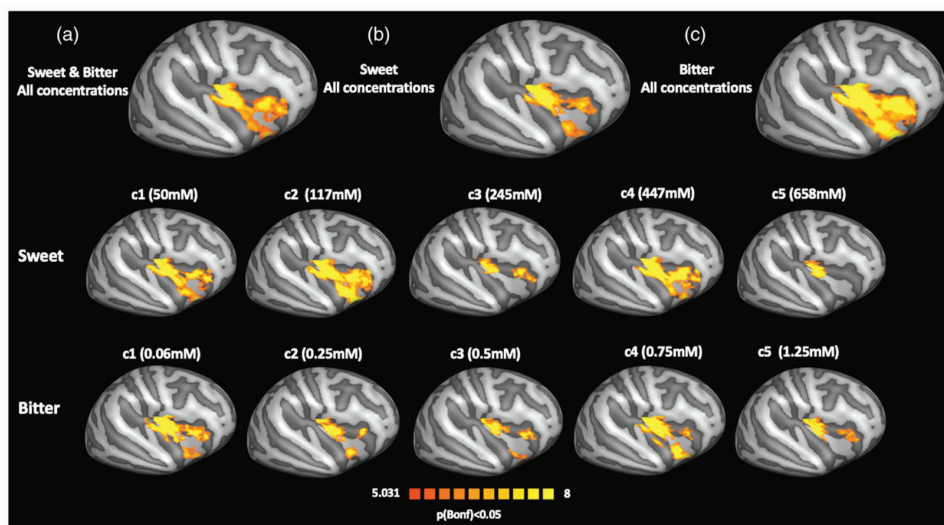 (a)
Sweet & Bitter
All concentrations
(b)
Sweet
All concentrations
(c)
Bitter
All concentrations
c1 (50mM)
c2 (117mM)
c3 (245mM)
c4 (447mM)
c5 (658mM)
Sweet
c1 (0.06mM)
c2 (0.25mM)
c3 (0.5mM)
c4 (0.75mM)
c5 (1.25mM)
Bitter
5.031
8
p(Bonf)<0.05